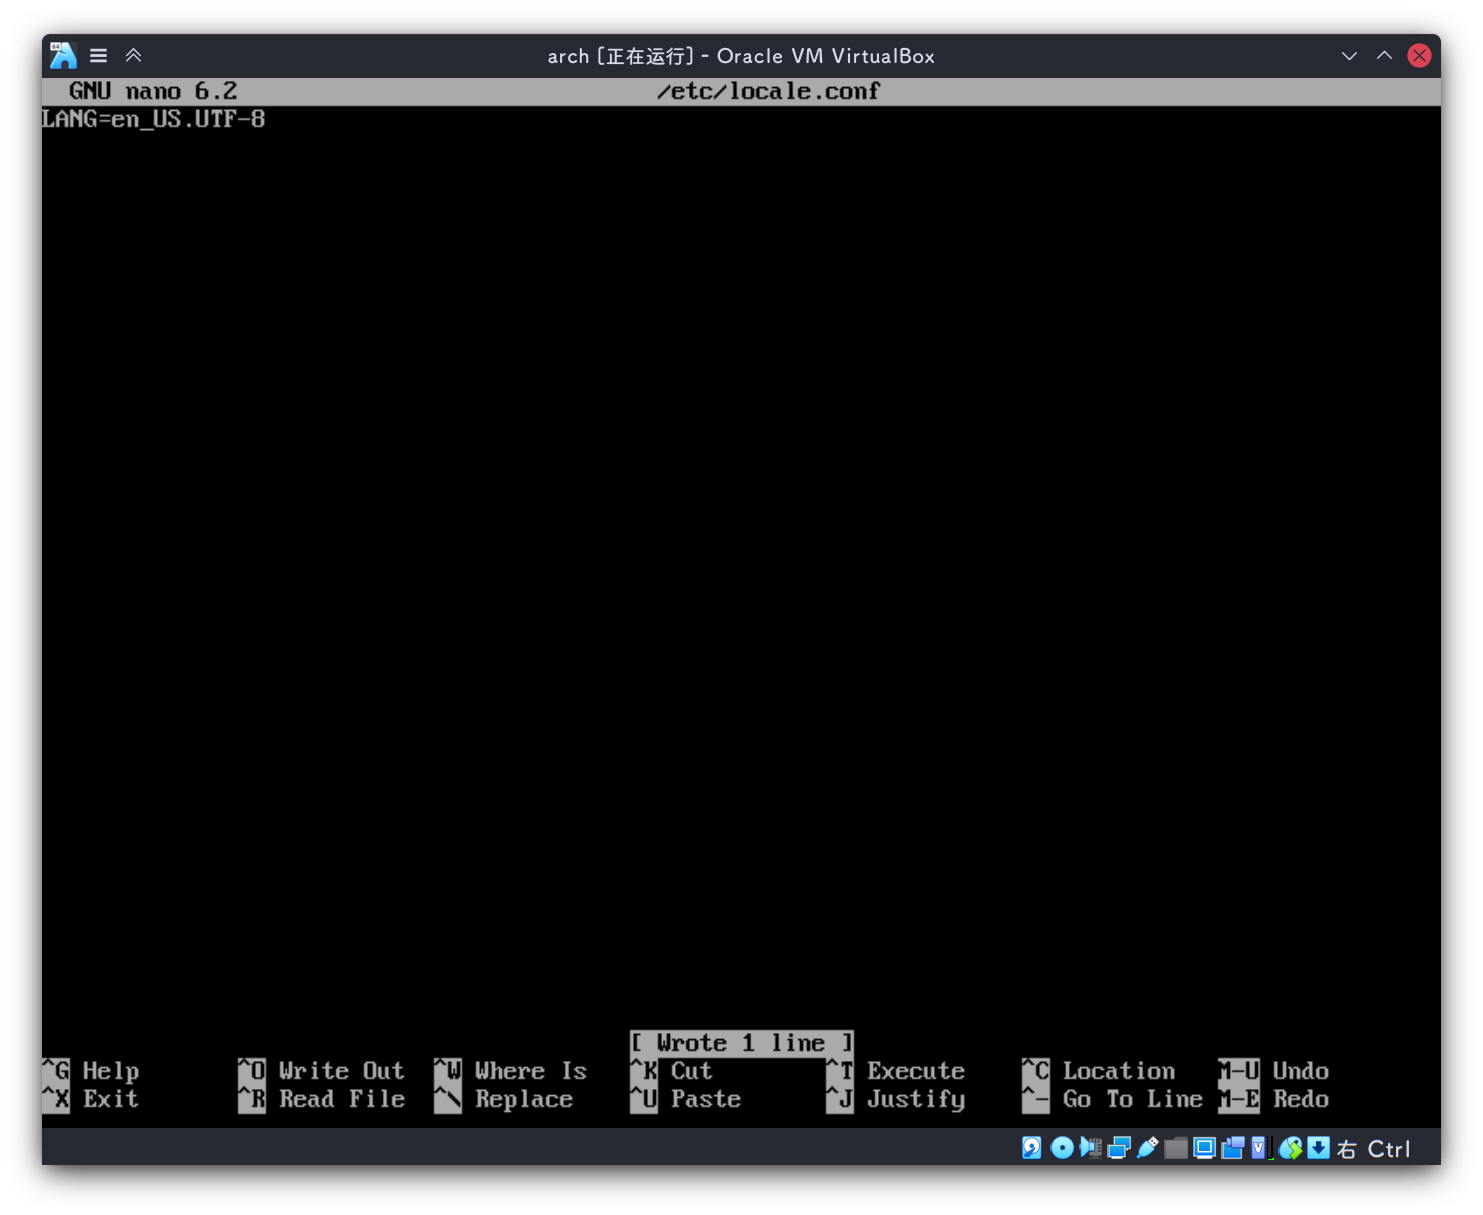 arch [正在运行] - Oracle VM VirtualBox
GNU nano 6.2 /etc/locale.conf
LANG=en_US.UTF-8
[ Wrote 1 line ]
^G Help ^O Write Out ^W Where Is ^K Cut ^T Execute ^C Location M-U Undo
^X Exit ^R Read File ^\ Replace ^U Paste ^J Justify ^- Go To Line M-E Redo
右 Ctrl